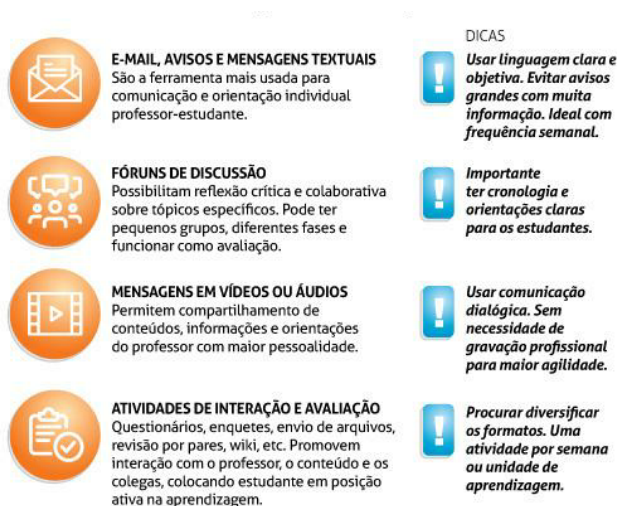 DICAS
E-MAIL, AVISOS E MENSAGENS TEXTUAIS
São a ferramenta mais usada para
comunicação e orientação individual
professor-estudante.
Usar linguagem clara e
objetiva. Evitar avisos
grandes com muita
informação. Ideal com
frequência semanal.
FÓRUNS DE DISCUSSÃO
Possibilitam reflexão crítica e colaborativa
sobre tópicos específicos. Pode ter
pequenos grupos, diferentes fases e
funcionar como avaliação.
Importante
ter cronologia e
orientações claras
para os estudantes.
MENSAGENS EM VÍDEOS OU ÁUDIOS
Permitem compartilhamento de
conteúdos, informações e orientações
do professor com maior pessoalidade.
Usar comunicação
dialógica. Sem
necessidade de
gravação profissional
para maior agilidade.
ATIVIDADES DE INTERAÇÃO E AVALIAÇÃO
Questionários, enquetes, envio de arquivos,
revisão por pares, wiki, etc. Promovem
interação com o professor, o conteúdo e os
colegas, colocando estudante em posição
ativa na aprendizagem.
Procurar diversificar
os formatos. Uma
atividade por semana
ou unidade de
aprendizagem.